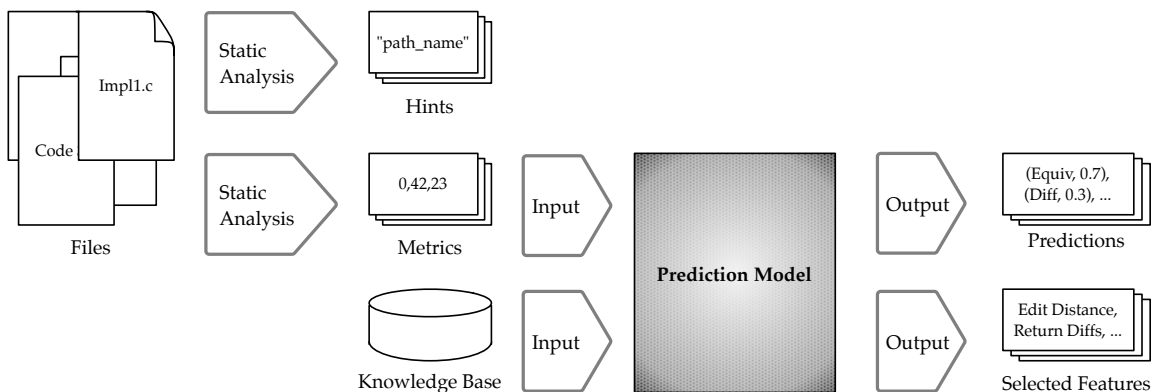 Impl1.c
Code
Files
Static
Analysis
"path_name"
Hints
Static
Analysis
0,42,23
Metrics
Input
Prediction Model
Output
(Equiv, 0.7),
(Diff, 0.3), ...
Predictions
Knowledge Base
Input
Output
Edit Distance,
Return Diffs, ...
Selected Features